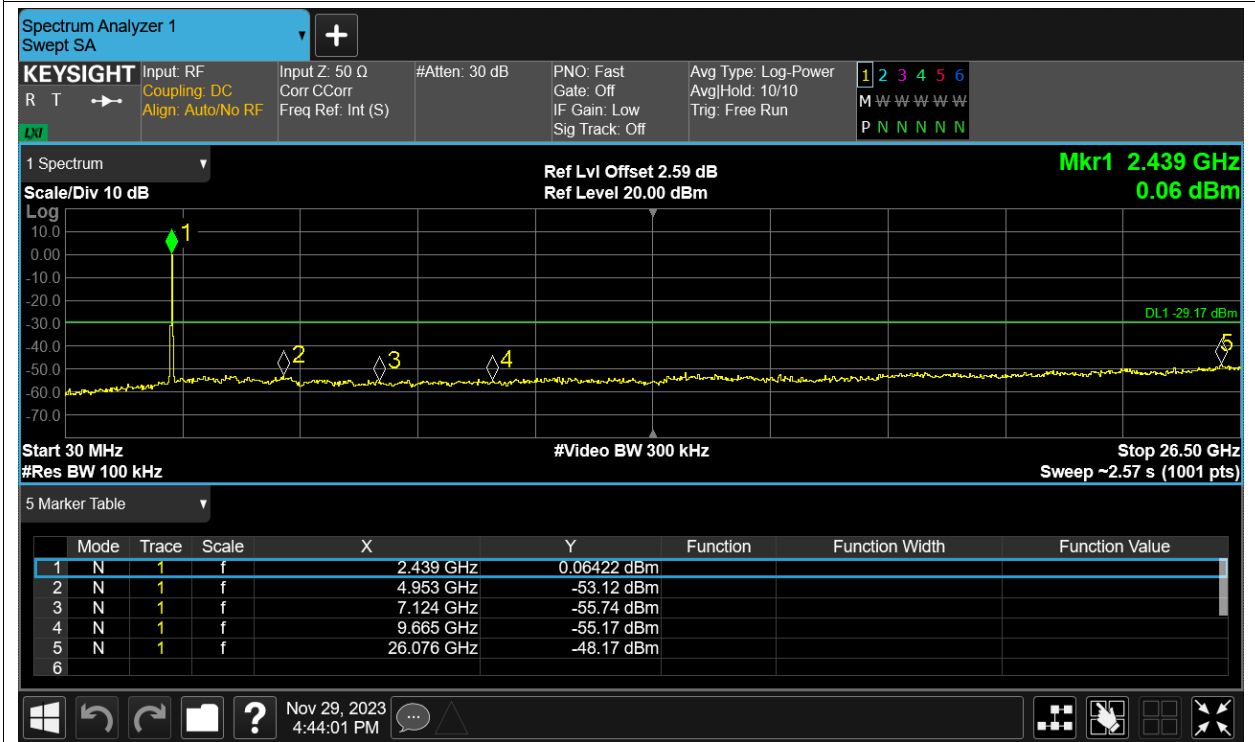 Spectrum Analyzer 1
Swept SA
KEYSIGHT Input: RF Input Z: 50 Ω #Atten: 30 dB PNO: Fast Avg Type: Log-Power 1 2 3 4 5 6
R T Coupling: DC Corr CCorr Gate: Off Avg|Hold: 10/10 M W W W W W
Align: Auto/No RF Freq Ref: Int (S) IF Gain: Low Trig: Free Run
LXI Sig Track: Off P N N N N N
1 Spectrum Ref Lvl Offset 2.59 dB Mkr1 2.439 GHz
Scale/Div 10 dB Ref Level 20.00 dBm 0.06 dBm
Log
10.0
1
0.00
-10.0
-20.0
DL1 -29.17 dBm
-30.0
-40.0
2 3 4 5
-50.0
-60.0
-70.0
Start 30 MHz #Video BW 300 kHz Stop 26.50 GHz
#Res BW 100 kHz Sweep ~2.57 s (1001 pts)
5 Marker Table
Mode Trace Scale X Y Function Function Width Function Value
1 N 1 f 2.439 GHz 0.06422 dBm
2 N 1 f 4.953 GHz -53.12 dBm
3 N 1 f 7.124 GHz -55.74 dBm
4 N 1 f 9.665 GHz -55.17 dBm
5 N 1 f 26.076 GHz -48.17 dBm
6
? Nov 29, 2023
4:44:01 PM